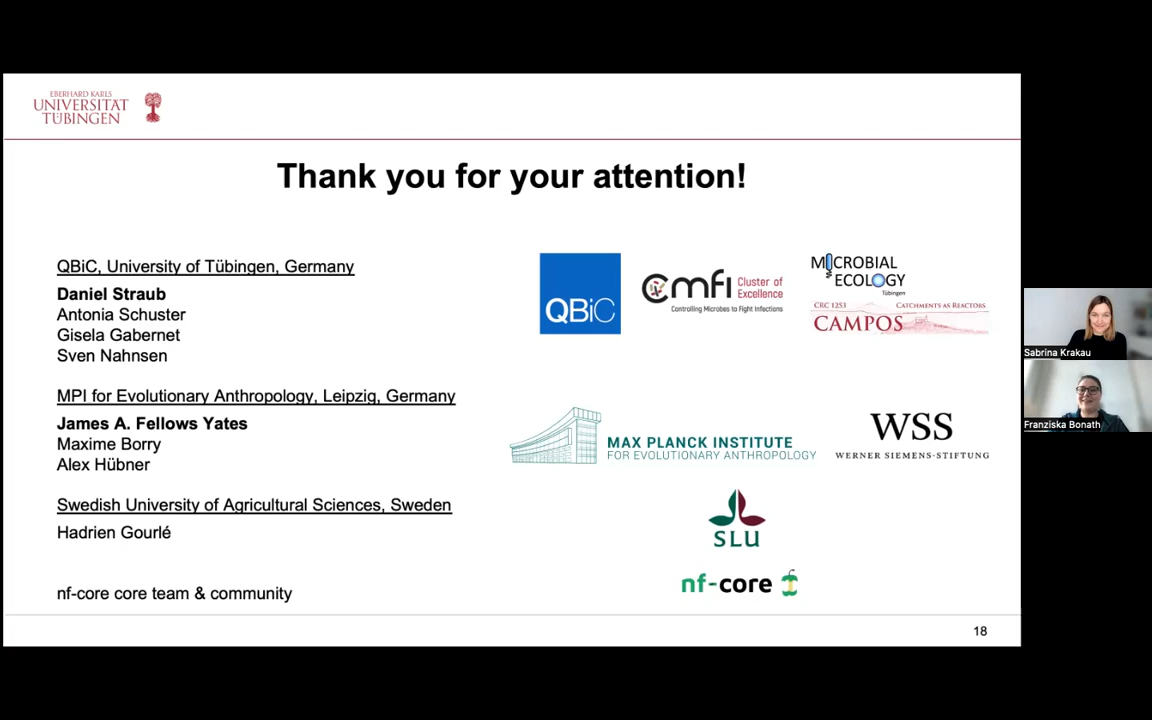 EBERHARD KARLS
UNIVERSITÄT
TÜBINGEN
Thank you for your attention!
QBiC, University of Tübingen, Germany
Daniel Straub
Antonia Schuster
Gisela Gabernet
Sven Nahnsen
MPI for Evolutionary Anthropology, Leipzig, Germany
James A. Fellows Yates
Maxime Borry
Alex Hübner
Swedish University of Agricultural Sciences, Sweden
Hadrien Gourlé
nf-core core team & community
QBiC
cmfi Cluster of
Excellence
Controlling Microbes to Fight Infections
MICROBIAL
ECOLOGY
Tübingen
CRC 1253 CATCHMENTS AS REACTORS
CAMPOS
MAX PLANCK INSTITUTE
FOR EVOLUTIONARY ANTHROPOLOGY
WSS
WERNER SIEMENS-STIFTUNG
SLU
nf-core
18
Sabrina Krakau
Franziska Bonath